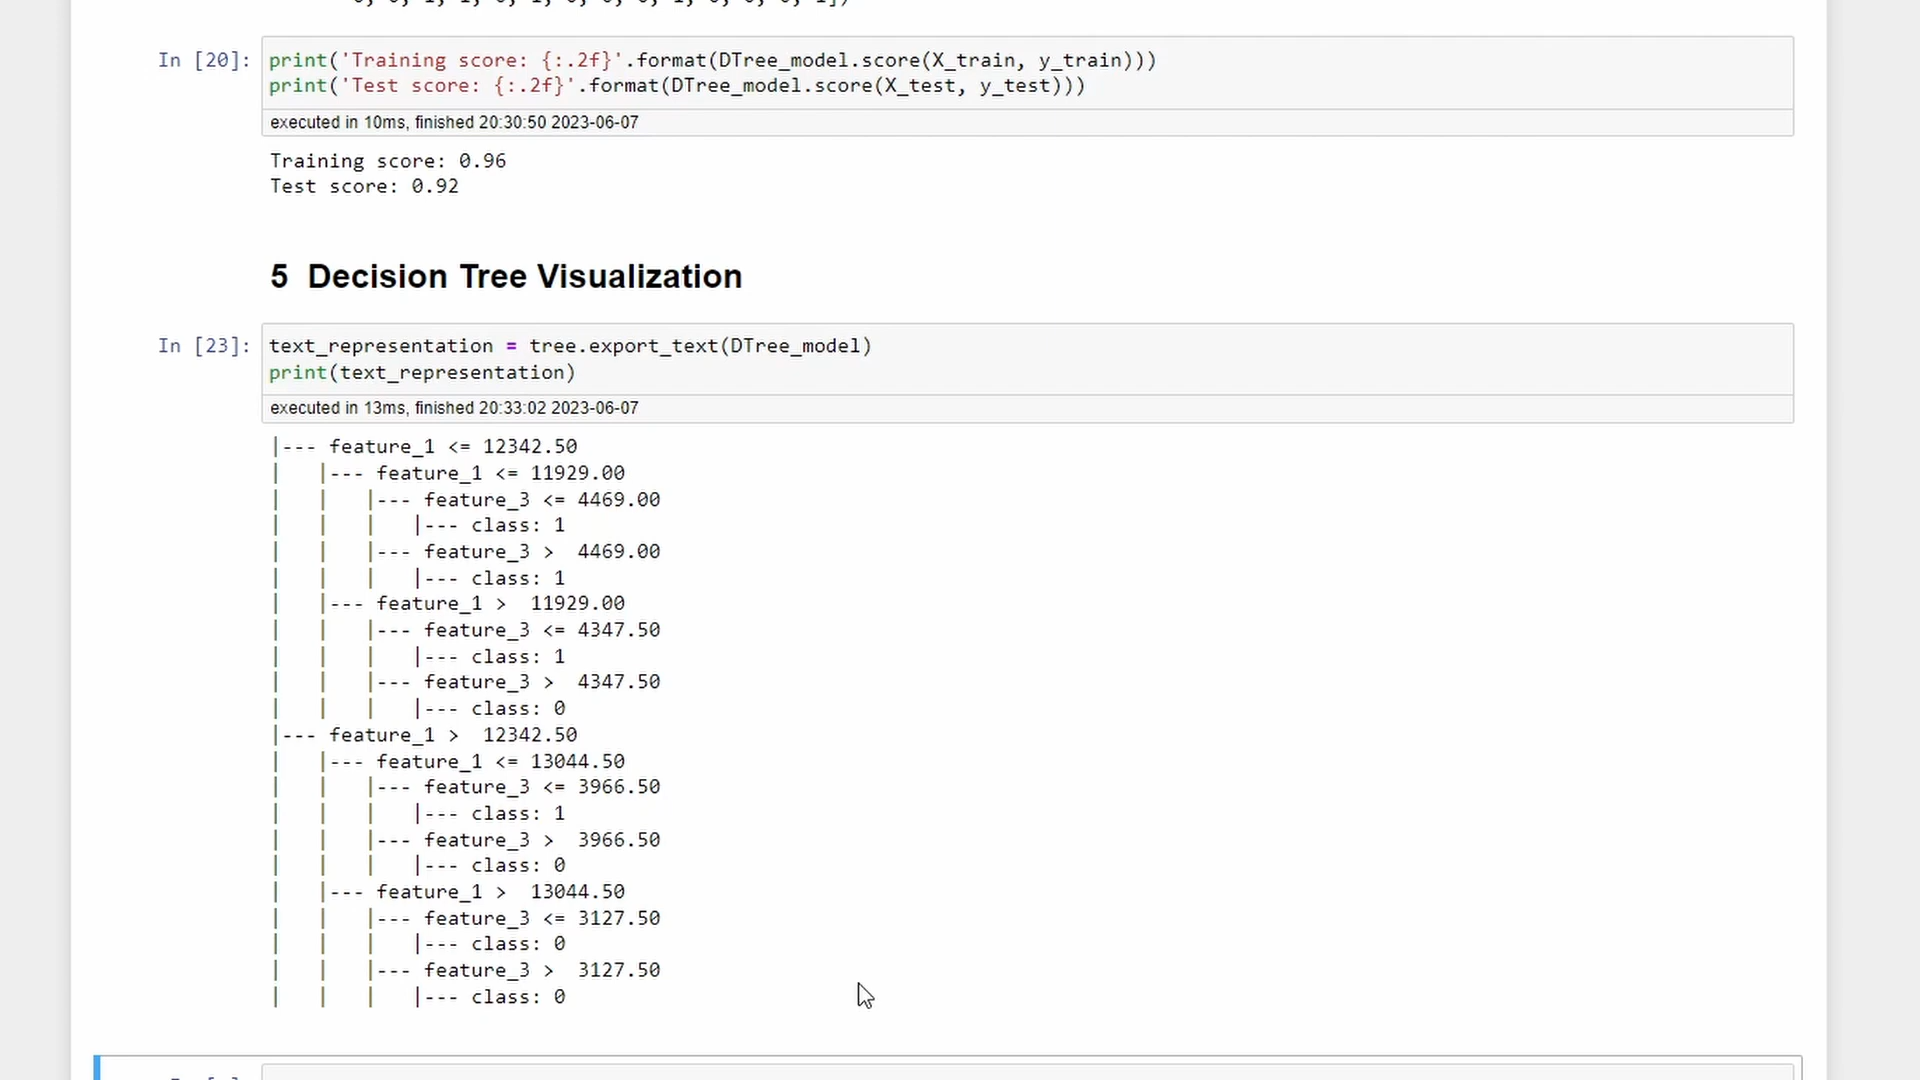 In [20]:
print('Training score: {:.2f}'.format(DTree_model.score(X_train, y_train)))
print('Test score: {:.2f}'.format(DTree_model.score(X_test, y_test)))
executed in 10ms, finished 20:30:50 2023-06-07
Training score: 0.96
Test score: 0.92
5 Decision Tree Visualization
In [23]:
text_representation = tree.export_text(DTree_model)
print(text_representation)
executed in 13ms, finished 20:33:02 2023-06-07
|--- feature_1 <= 12342.50
|   |--- feature_1 <= 11929.00
|   |   |--- feature_3 <= 4469.00
|   |   |   |--- class: 1
|   |   |--- feature_3 >  4469.00
|   |   |   |--- class: 1
|   |--- feature_1 >  11929.00
|   |   |--- feature_3 <= 4347.50
|   |   |   |--- class: 1
|   |   |--- feature_3 >  4347.50
|   |   |   |--- class: 0
|--- feature_1 >  12342.50
|   |--- feature_1 <= 13044.50
|   |   |--- feature_3 <= 3966.50
|   |   |   |--- class: 1
|   |   |--- feature_3 >  3966.50
|   |   |   |--- class: 0
|   |--- feature_1 >  13044.50
|   |   |--- feature_3 <= 3127.50
|   |   |   |--- class: 0
|   |   |--- feature_3 >  3127.50
|   |   |   |--- class: 0